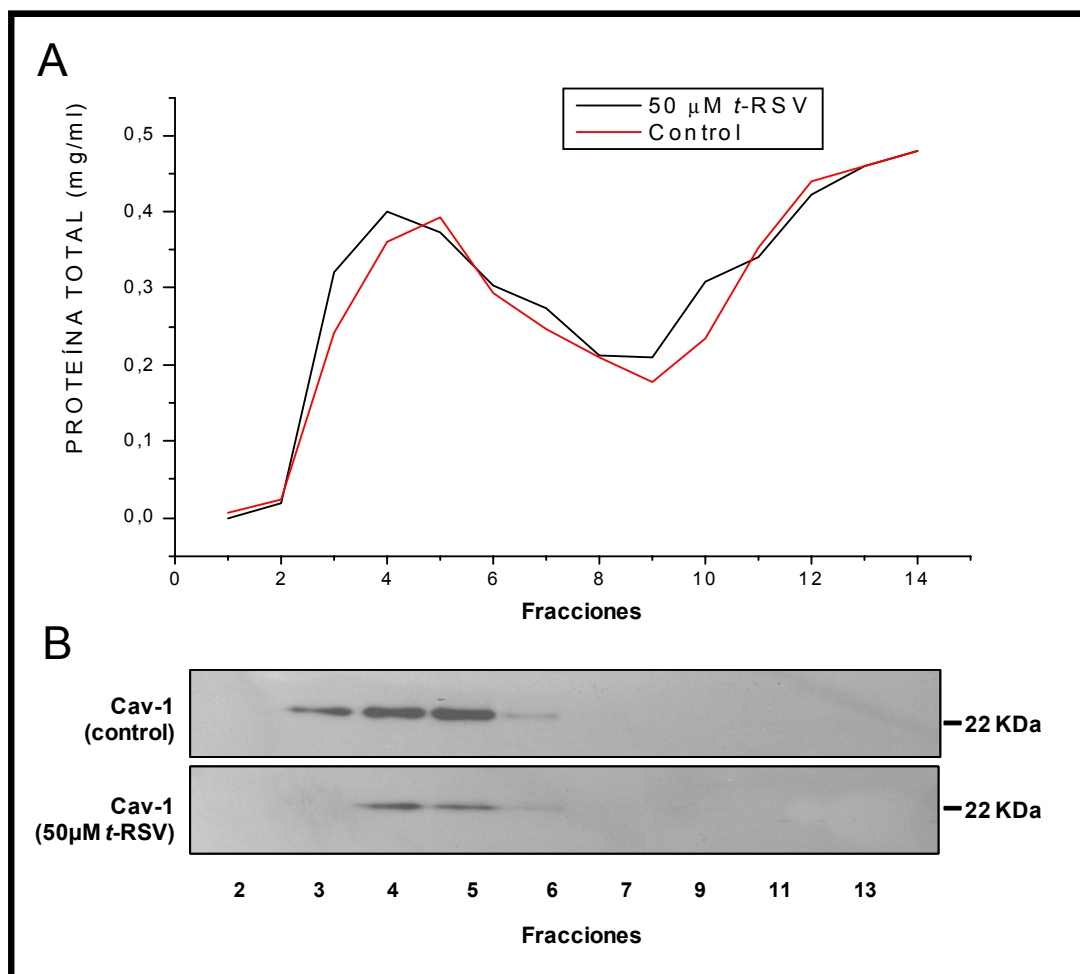 A
50 µM t-RSV
Control
PROTEÍNA TOTAL (mg/ml)
0,5
0,4
0,3
0,2
0,1
0,0
0 2 4 6 8 10 12 14
Fracciones
B
Cav-1
(control)
22 KDa
Cav-1
(50µM t-RSV)
22 KDa
2 3 4 5 6 7 9 11 13
Fracciones